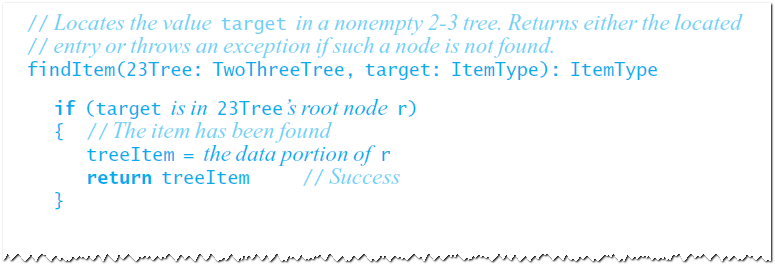 // Locates the value target in a nonempty 2-3 tree. Returns either the located
// entry or throws an exception if such a node is not found.
findItem(23Tree: TwoThreeTree, target: ItemType): ItemType
if (target is in 23Tree’s root node r)
{ // The item has been found
treeItem = the data portion of r
return treeItem // Success
}